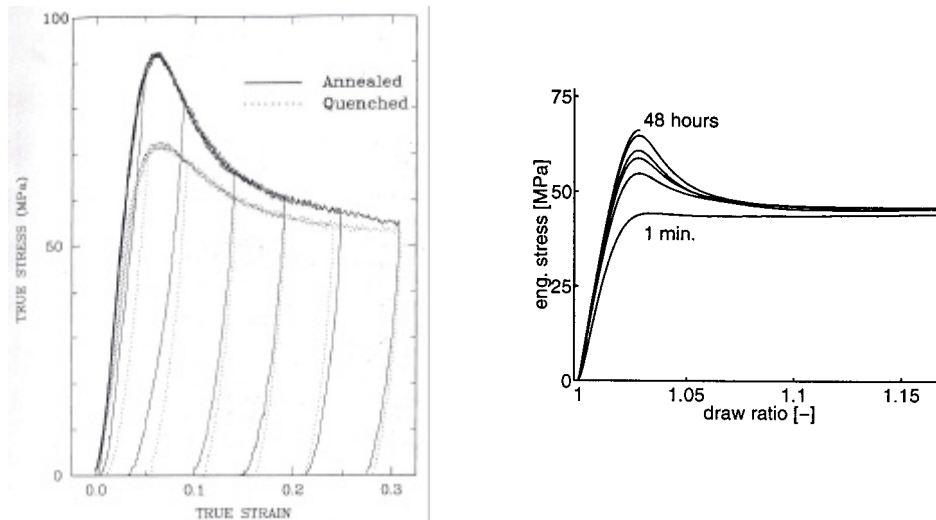 100
50
0
TRUE STRESS (MPa)
Annealed
Quenched
0.0 0.1 0.2 0.3
TRUE STRAIN
75
50
25
0
eng. stress [MPa]
48 hours
1 min.
1 1.05 1.1 1.15
draw ratio [–]